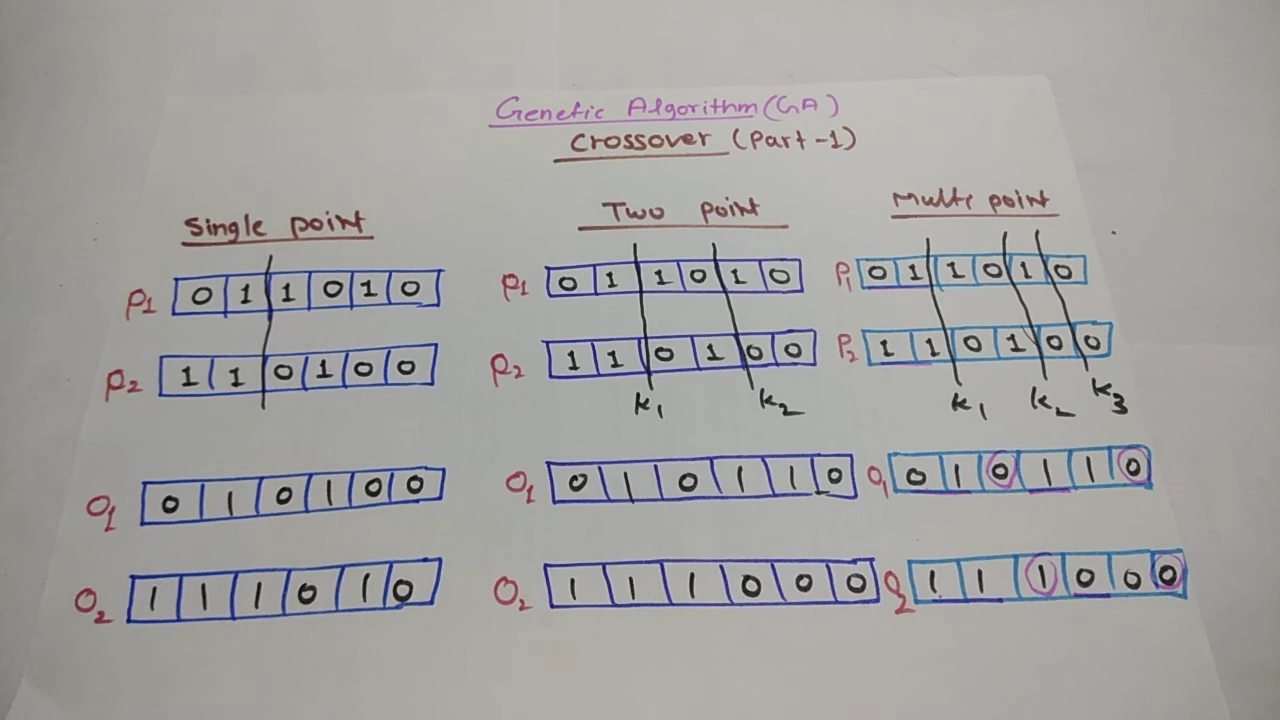 Genetic Algorithm (GA)
Crossover (Part-1)
Single point
P1 0 1 1 0 1 0
P2 1 1 0 1 0 0
O1 0 1 0 1 0 0
O2 1 1 1 0 1 0
Two point
P1 0 1 1 0 1 0
P2 1 1 0 1 0 0
K1 K2
O1 0 1 0 1 1 0
O2 1 1 1 0 0 0
Multi point
P1 0 1 1 0 1 0
P2 1 1 0 1 0 0
K1 K2 K3
O1 0 1 0 1 1 0
O2 1 1 1 0 0 0